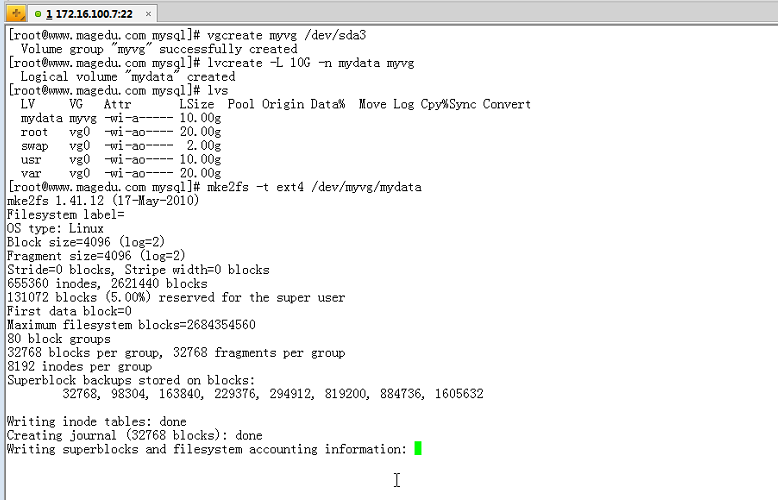 1 172.16.100.7:22
[root@www.magedu.com mysql]# vgcreate myvg /dev/sda3
  Volume group "myvg" successfully created
[root@www.magedu.com mysql]# lvcreate -L 10G -n mydata myvg
  Logical volume "mydata" created
[root@www.magedu.com mysql]# lvs
  LV     VG   Attr      LSize  Pool Origin Data%  Move Log Cpy%Sync Convert
  mydata myvg -wi-a----- 10.00g
  root   vg0  -wi-ao---- 20.00g
  swap   vg0  -wi-ao----  2.00g
  usr    vg0  -wi-ao---- 10.00g
  var    vg0  -wi-ao---- 20.00g
[root@www.magedu.com mysql]# mke2fs -t ext4 /dev/myvg/mydata
mke2fs 1.41.12 (17-May-2010)
Filesystem label=
OS type: Linux
Block size=4096 (log=2)
Fragment size=4096 (log=2)
Stride=0 blocks, Stripe width=0 blocks
655360 inodes, 2621440 blocks
131072 blocks (5.00%) reserved for the super user
First data block=0
Maximum filesystem blocks=2684354560
80 block groups
32768 blocks per group, 32768 fragments per group
8192 inodes per group
Superblock backups stored on blocks:
        32768, 98304, 163840, 229376, 294912, 819200, 884736, 1605632
Writing inode tables: done
Creating journal (32768 blocks): done
Writing superblocks and filesystem accounting information: